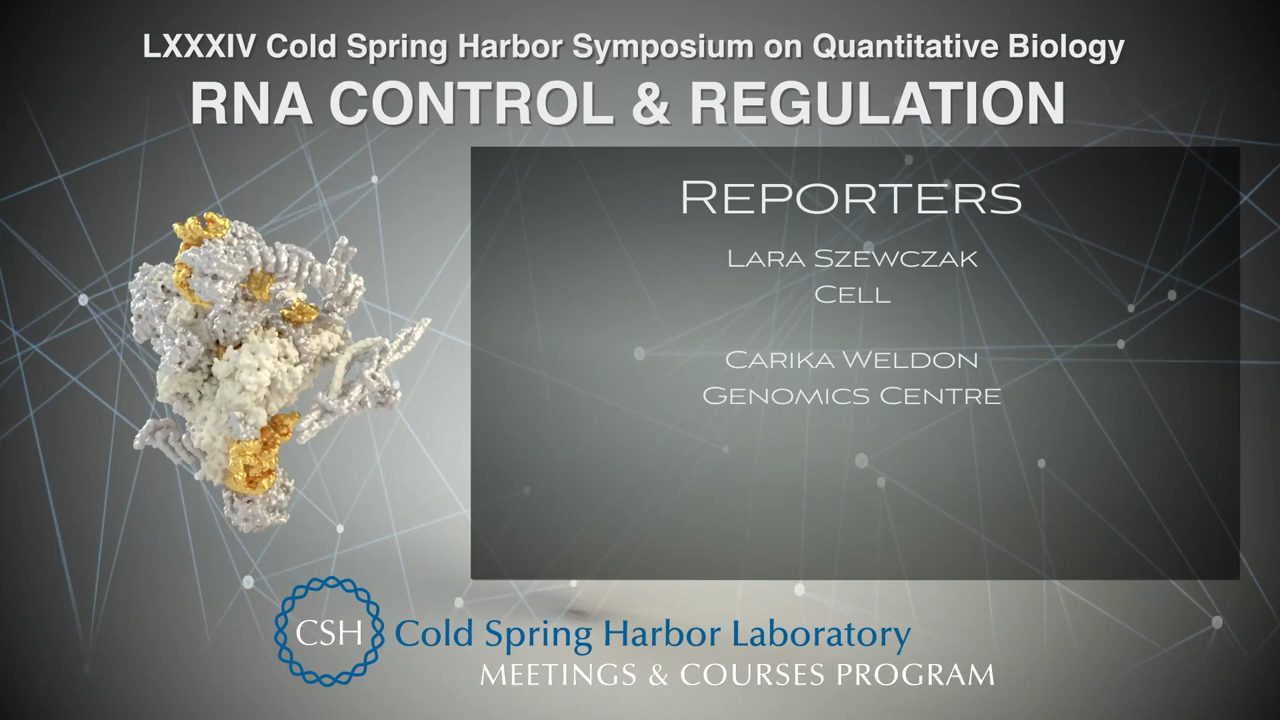 LXXXIV Cold Spring Harbor Symposium on Quantitative Biology
RNA CONTROL & REGULATION
REPORTERS
LARA SZEWCZAK
CELL
CARIKA WELDON
GENOMICS CENTRE
CSH Cold Spring Harbor Laboratory
MEETINGS & COURSES PROGRAM